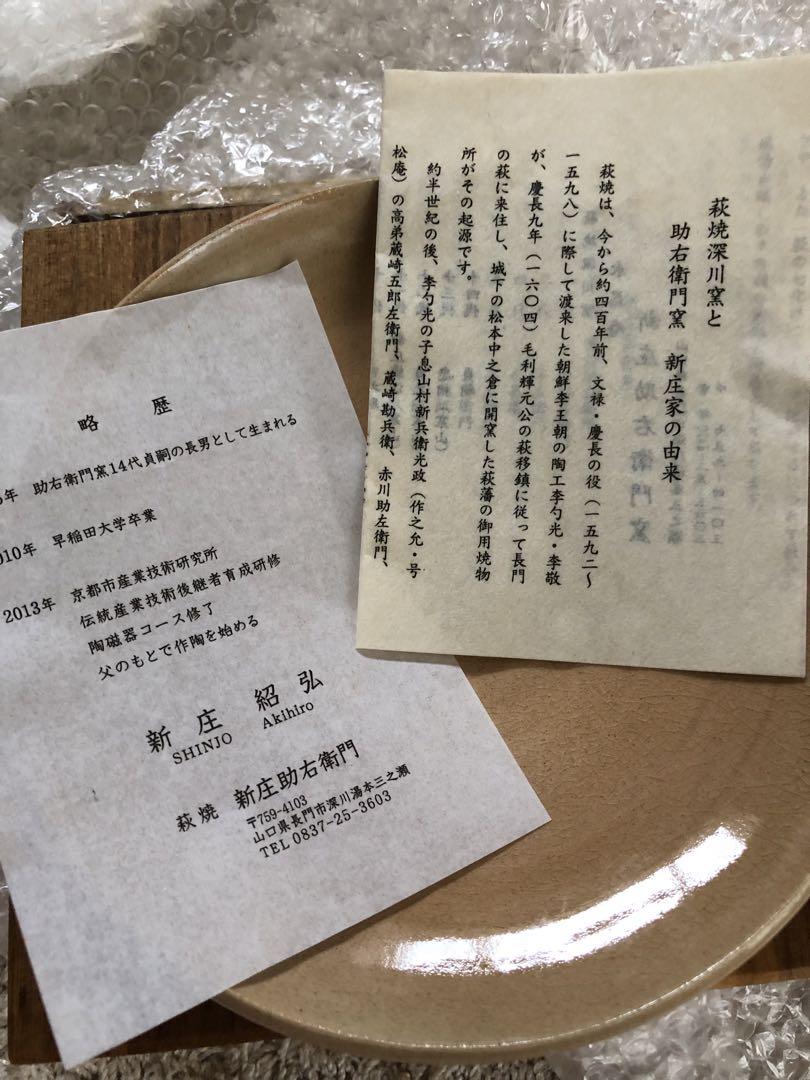 萩焼深川窯と
助右衛門窯　新庄家の由来
萩焼は、今から約四百年前、文禄・慶長の役（一五九二〜
一五九八）に際して渡来した朝鮮李王朝の陶工李勺光・李敬
が、慶長九年（一六〇四）毛利輝元公の萩移鎮に従って長門
の萩に来住し、城下の松本中之倉に開窯した萩藩の御用焼物
所がその起源です。
約半世紀の後、李勺光の子息山村新兵衛光政（作之允・号
松庵）の高弟蔵崎五郎左衛門、蔵崎勘兵衛、赤川助左衛門、
略　歴
年　助右衛門窯14代貞嗣の長男として生まれる
010年　早稲田大学卒業
2013年　京都市産業技術研究所
伝統産業技術後継者育成研修
陶磁器コース修了
父のもとで作陶を始める
新庄　紹弘
SHINJO　Akihiro
萩焼　新庄助右衛門
〒759-4103
山口県長門市深川湯本三之瀬
TEL 0837-25-3603